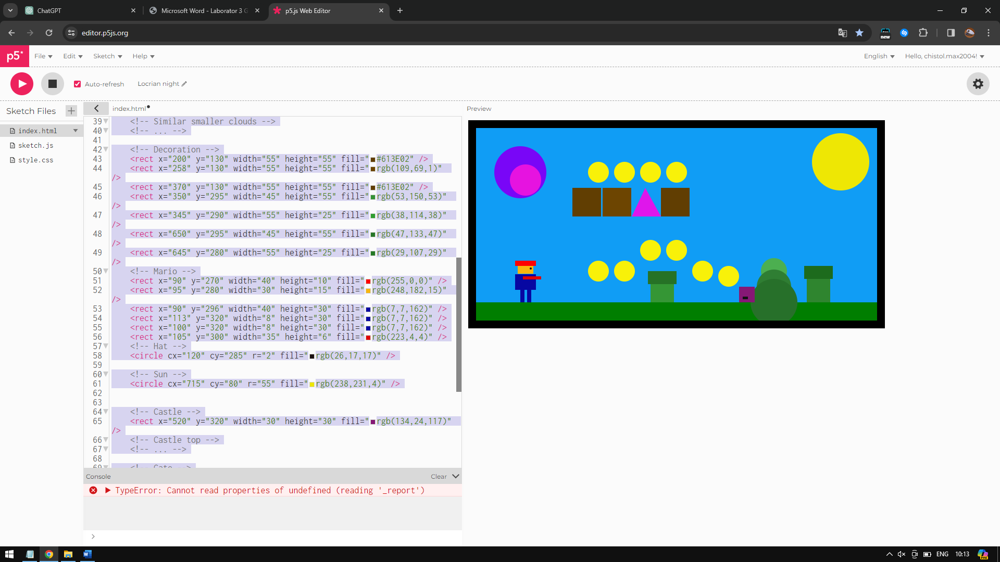 ChatGPT
Microsoft Word - Laborator 3 G
p5.js Web Editor
editor.p5js.org
new
p5*
File
Edit
Sketch
Help
English
Hello, chistol.max2004!
Auto-refresh
Locrian night
Sketch Files
index.html
Preview
index.html
sketch.js
style.css
39 <!-- Similar smaller clouds -->
40 <!-- ... -->
41
42 <!-- Decoration -->
43 <rect x="200" y="130" width="55" height="55" fill="#613E02" />
44 <rect x="258" y="130" width="55" height="55" fill="rgb(109,69,1)"
/>
45 <rect x="370" y="130" width="55" height="55" fill="#613E02" />
46 <rect x="350" y="295" width="45" height="55" fill="rgb(53,150,53)"
/>
47 <rect x="345" y="290" width="55" height="25" fill="rgb(38,114,38)"
/>
48 <rect x="650" y="295" width="45" height="55" fill="rgb(47,133,47)"
/>
49 <rect x="645" y="280" width="55" height="25" fill="rgb(29,107,29)"
/>
50 <!-- Mario -->
51 <rect x="90" y="270" width="40" height="10" fill="rgb(255,0,0)" />
52 <rect x="95" y="280" width="30" height="15" fill="rgb(248,182,15)"
/>
53 <rect x="90" y="296" width="40" height="30" fill="rgb(7,7,162)" />
54 <rect x="113" y="320" width="8" height="30" fill="rgb(7,7,162)" />
55 <rect x="100" y="320" width="8" height="30" fill="rgb(7,7,162)" />
56 <rect x="105" y="300" width="35" height="6" fill="rgb(223,4,4)" />
57 <!-- Hat -->
58 <circle cx="120" cy="285" r="2" fill="rgb(26,17,17)" />
59
60 <!-- Sun -->
61 <circle cx="715" cy="80" r="55" fill="rgb(238,231,4)" />
62
63
64 <!-- Castle -->
65 <rect x="520" y="320" width="30" height="30" fill="rgb(134,24,117)"
/>
66 <!-- Castle top -->
67 <!-- ... -->
68
69 <!-- Gate -->
Console
Clear
TypeError: Cannot read properties of undefined (reading '_report')
>
ENG
10:13
PRE